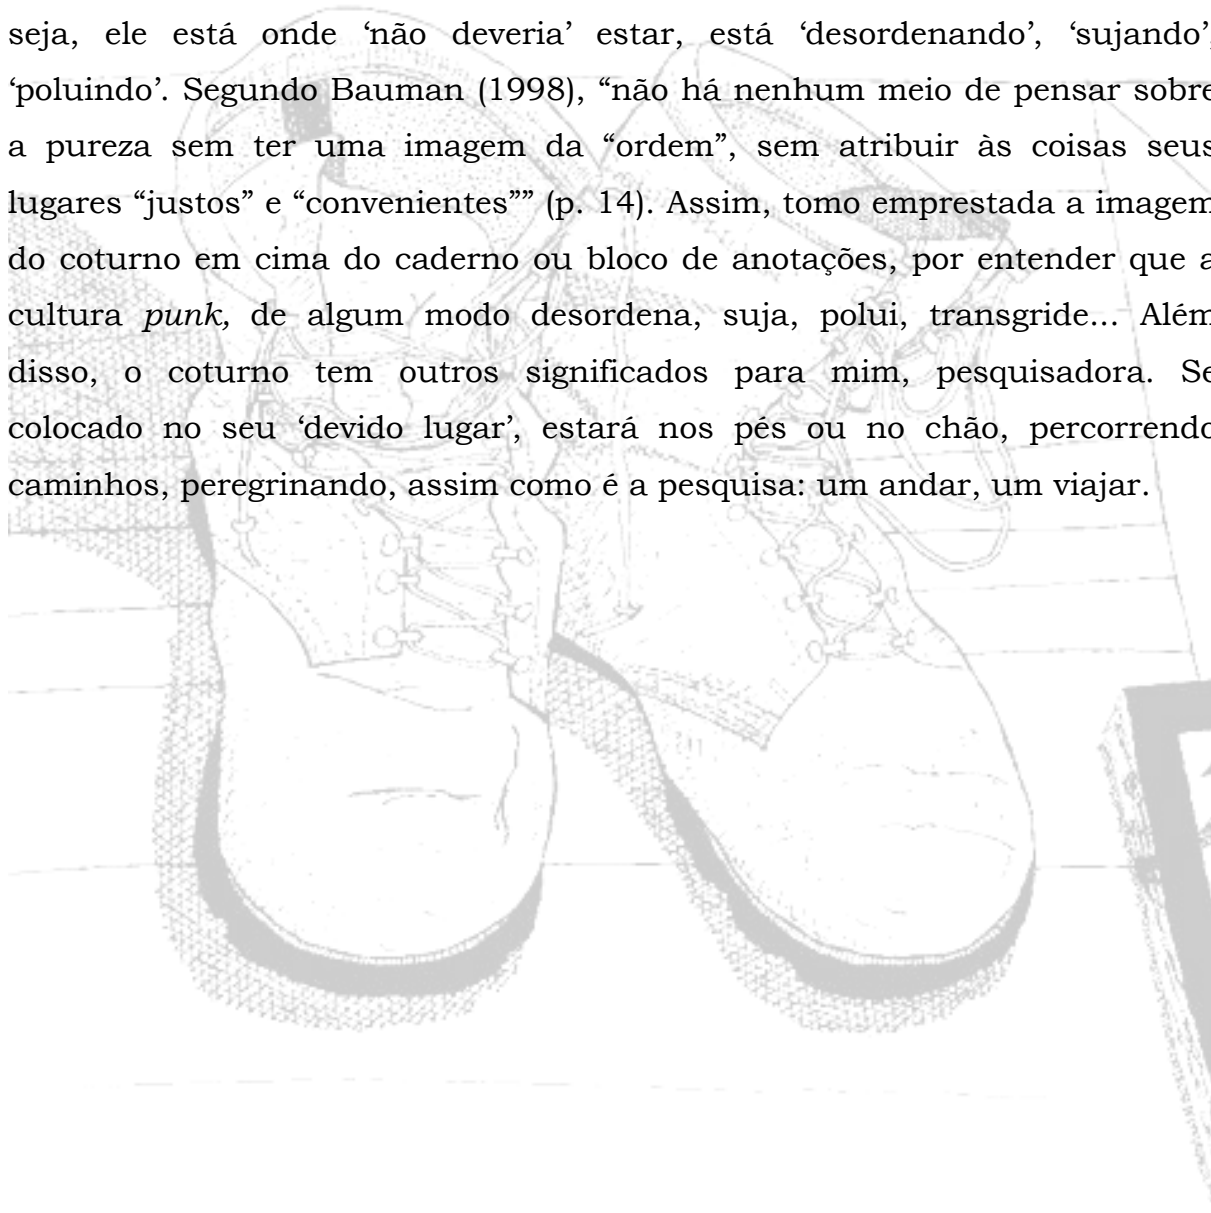 seja, ele está onde ‘não deveria’ estar, está ‘desordenando’, ‘sujando’,
‘poluindo’. Segundo Bauman (1998), “não há nenhum meio de pensar sobre
a pureza sem ter uma imagem da “ordem”, sem atribuir às coisas seus
lugares “justos” e “convenientes”” (p. 14). Assim, tomo emprestada a imagem
do coturno em cima do caderno ou bloco de anotações, por entender que a
cultura punk, de algum modo desordena, suja, polui, transgride... Além
disso, o coturno tem outros significados para mim, pesquisadora. Se
colocado no seu ‘devido lugar’, estará nos pés ou no chão, percorrendo
caminhos, peregrinando, assim como é a pesquisa: um andar, um viajar.